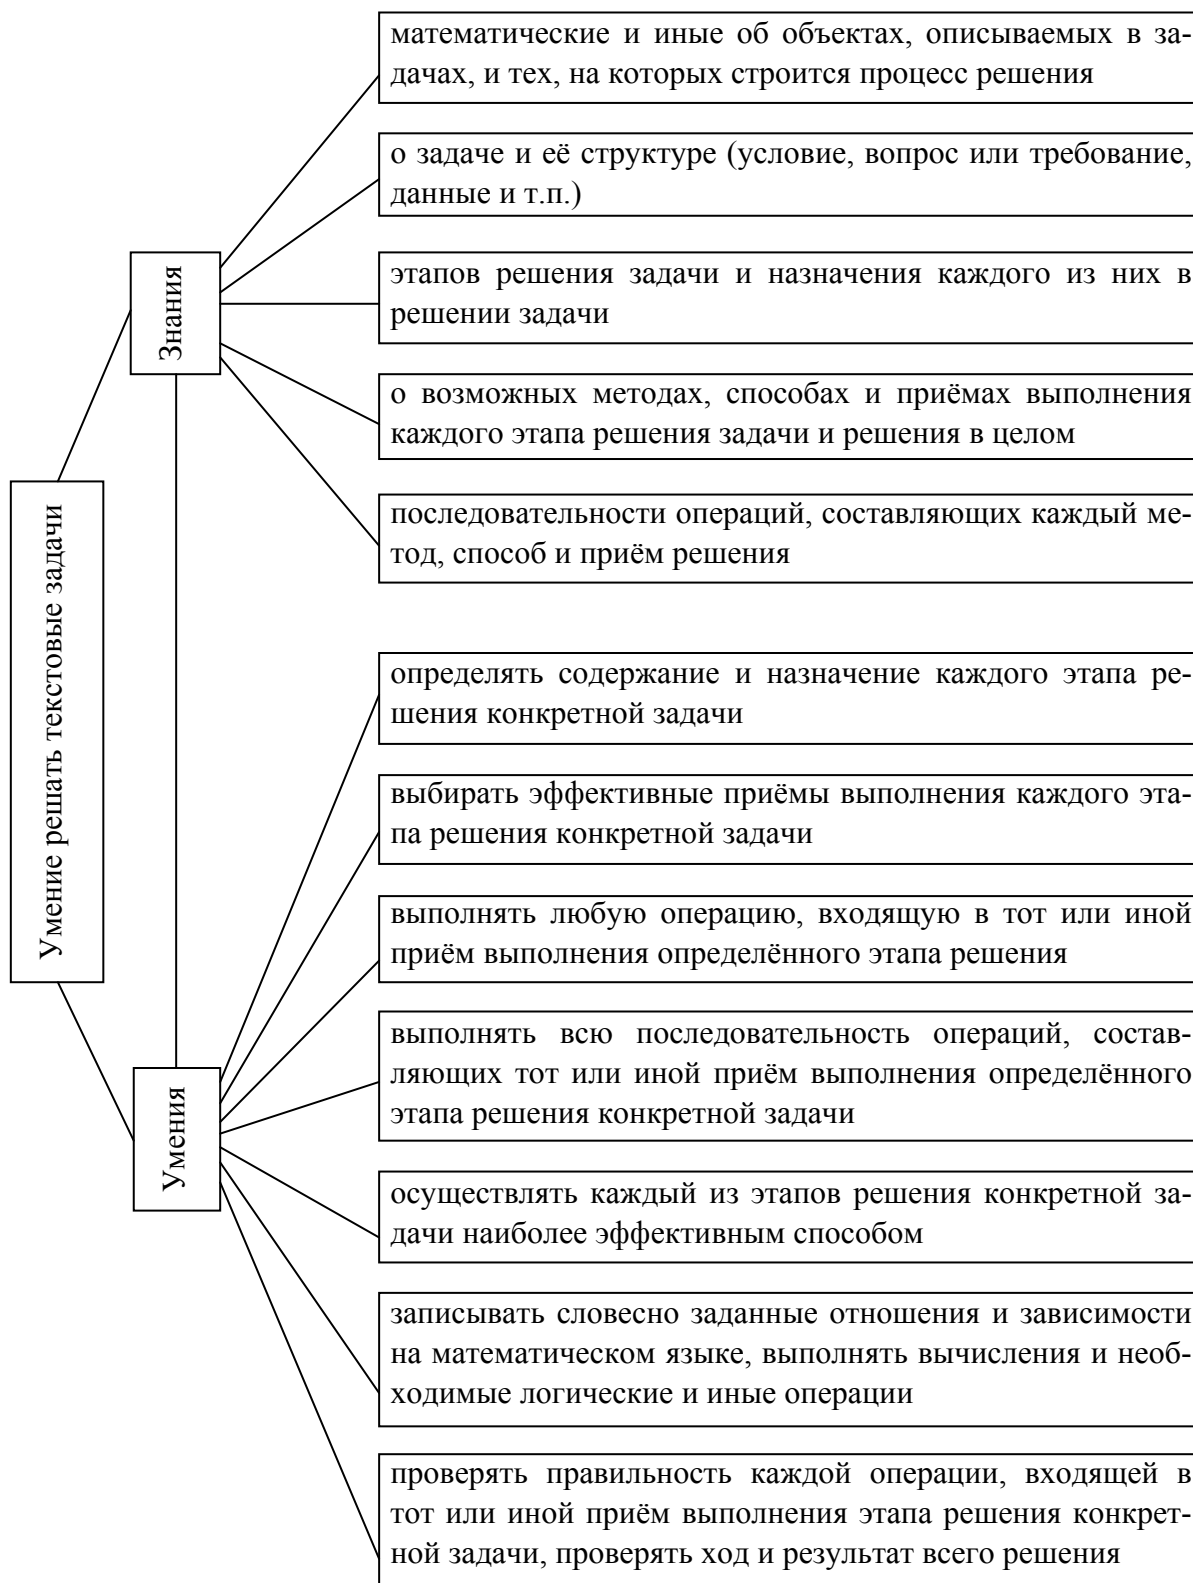 Умение решать текстовые задачи
Знания
математические и иные об объектах, описываемых в за-
дачах, и тех, на которых строится процесс решения
о задаче и её структуре (условие, вопрос или требование,
данные и т.п.)
этапов решения задачи и назначения каждого из них в
решении задачи
о возможных методах, способах и приёмах выполнения
каждого этапа решения задачи и решения в целом
последовательности операций, составляющих каждый ме-
тод, способ и приём решения
Умения
определять содержание и назначение каждого этапа ре-
шения конкретной задачи
выбирать эффективные приёмы выполнения каждого эта-
па решения конкретной задачи
выполнять любую операцию, входящую в тот или иной
приём выполнения определённого этапа решения
выполнять всю последовательность операций, состав-
ляющих тот или иной приём выполнения определённого
этапа решения конкретной задачи
осуществлять каждый из этапов решения конкретной за-
дачи наиболее эффективным способом
записывать словесно заданные отношения и зависимости
на математическом языке, выполнять вычисления и необ-
ходимые логические и иные операции
проверять правильность каждой операции, входящей в
тот или иной приём выполнения этапа решения конкрет-
ной задачи, проверять ход и результат всего решения